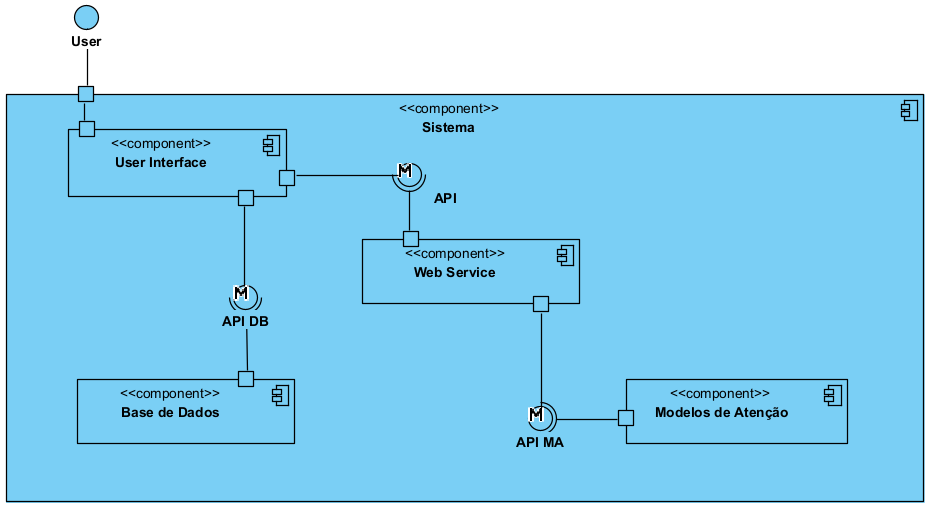 User
<<component>>
Sistema
<<component>>
User Interface
M
API
<<component>>
Web Service
M
API DB
<<component>>
Base de Dados
M
API MA
<<component>>
Modelos de Atenção